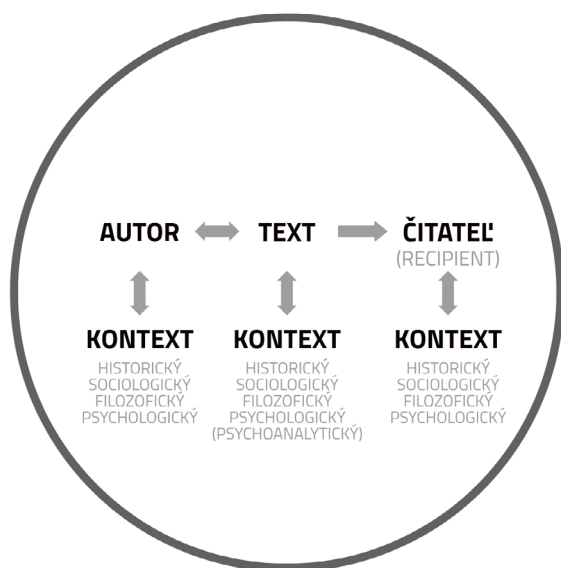 AUTOR TEXT ČITATEĽ
(RECIPIENT)
KONTEXT KONTEXT KONTEXT
HISTORICKÝ HISTORICKÝ HISTORICKÝ
SOCIOLOGICKÝ SOCIOLOGICKÝ SOCIOLOGICKÝ
FILOZOFICKÝ FILOZOFICKÝ FILOZOFICKÝ
PSYCHOLOGICKÝ PSYCHOLOGICKÝ PSYCHOLOGICKÝ
(PSYCHOANALYTICKÝ)